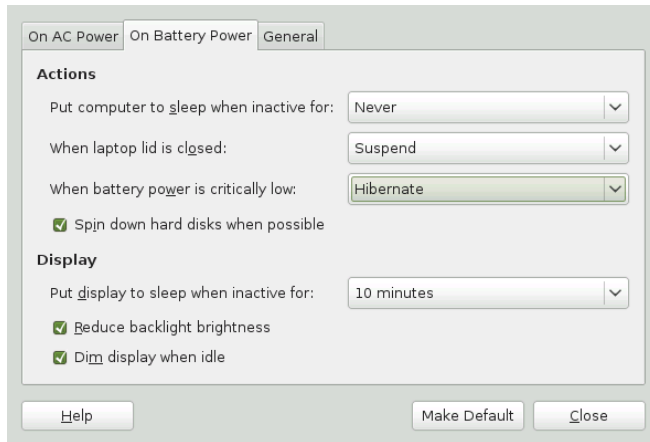 On AC Power On Battery Power General
Actions
Put computer to sleep when inactive for: Never
When laptop lid is closed: Suspend
When battery power is critically low: Hibernate
Spin down hard disks when possible
Display
Put display to sleep when inactive for: 10 minutes
Reduce backlight brightness
Dim display when idle
Help Make Default Close